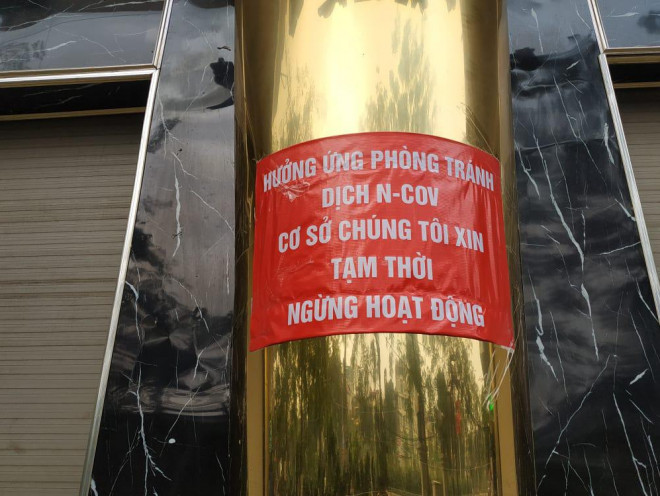 HƯỞNG ỨNG PHÒNG TRÁNH
DỊCH N-COV
CƠ SỞ CHÚNG TÔI XIN
TẠM THỜI
NGỪNG HOẠT ĐỘNG